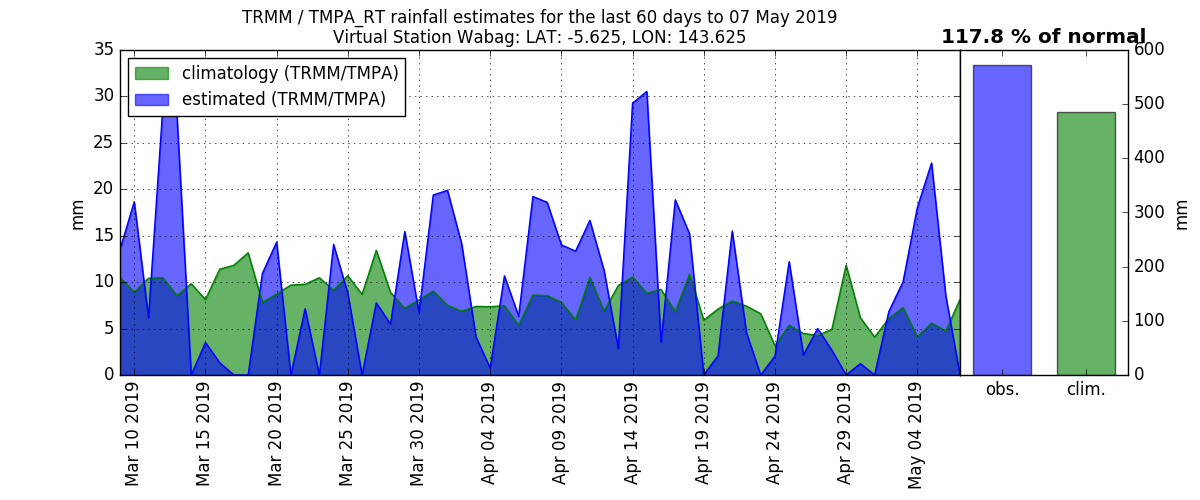 TRMM / TMPA_RT rainfall estimates for the last 60 days to 07 May 2019
Virtual Station Wabag: LAT: -5.625, LON: 143.625
117.8 % of normal
climatology (TRMM/TMPA)
estimated (TRMM/TMPA)
35
30
25
20
15
10
5
0
mm
Mar 10 2019
Mar 15 2019
Mar 20 2019
Mar 25 2019
Mar 30 2019
Apr 04 2019
Apr 09 2019
Apr 14 2019
Apr 19 2019
Apr 24 2019
Apr 29 2019
May 04 2019
600
500
400
300
200
100
0
mm
obs.
clim.